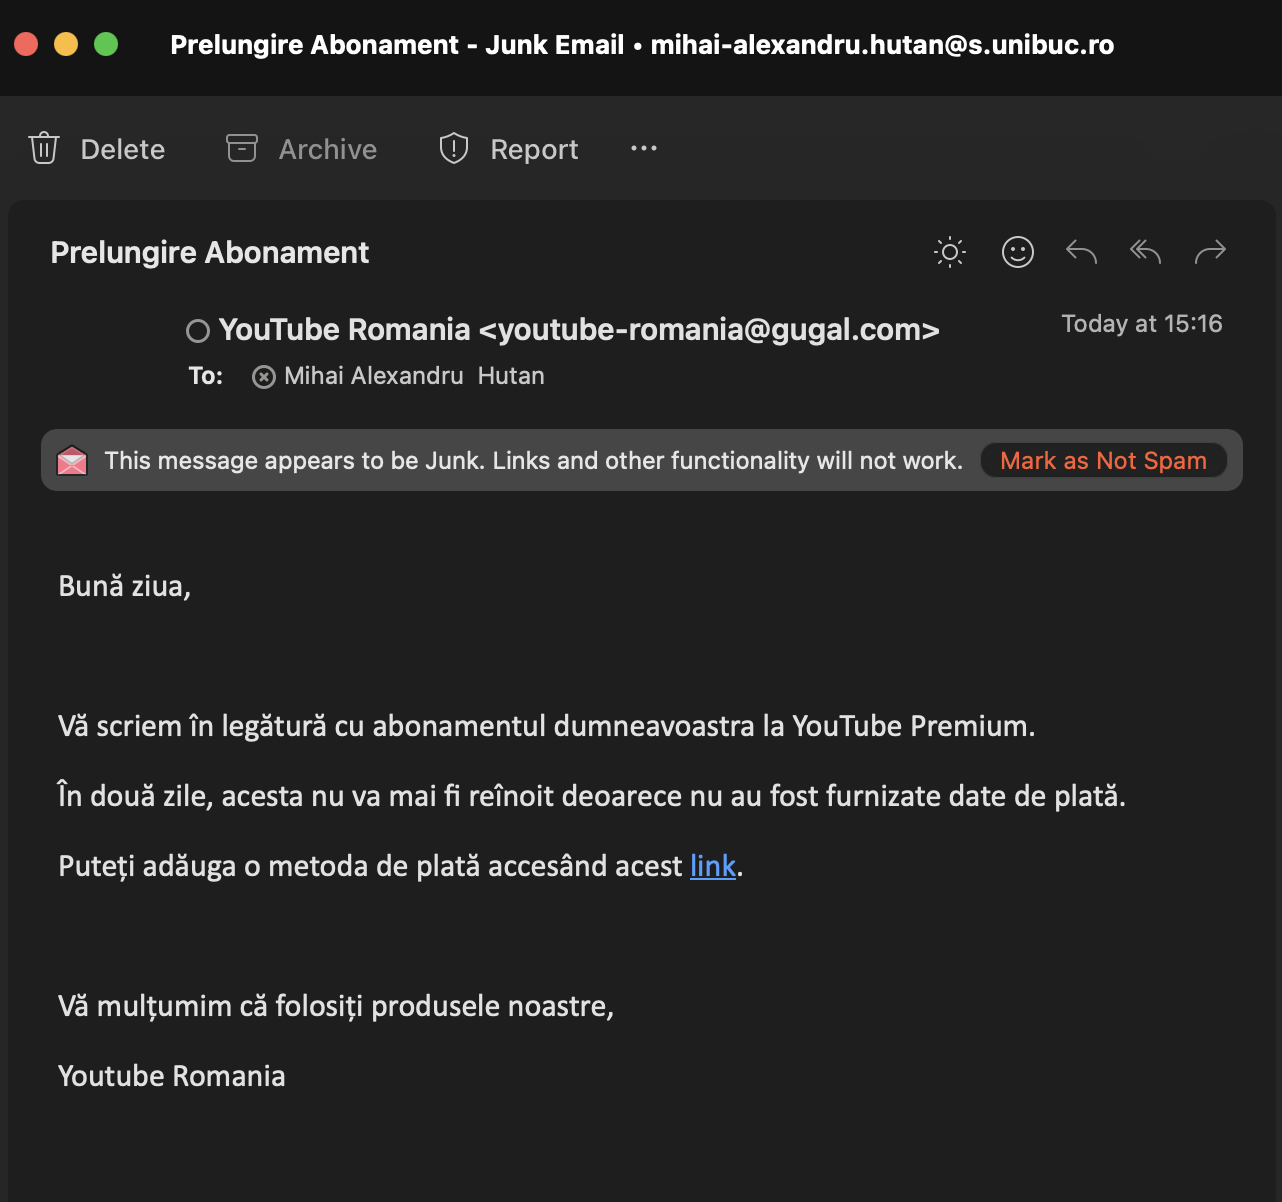 Prelungire Abonament - Junk Email • mihai-alexandru.hutan@s.unibuc.ro
Delete Archive Report ...
Prelungire Abonament
YouTube Romania <youtube-romania@gugal.com> Today at 15:16
To: Mihai Alexandru Hutan
This message appears to be Junk. Links and other functionality will not work. Mark as Not Spam
Bună ziua,
Vă scriem în legătură cu abonamentul dumneavoastra la YouTube Premium.
În două zile, acesta nu va mai fi reînoit deoarece nu au fost furnizate date de plată.
Puteți adăuga o metoda de plată accesând acest link.
Vă mulțumim că folosiți produsele noastre,
Youtube Romania